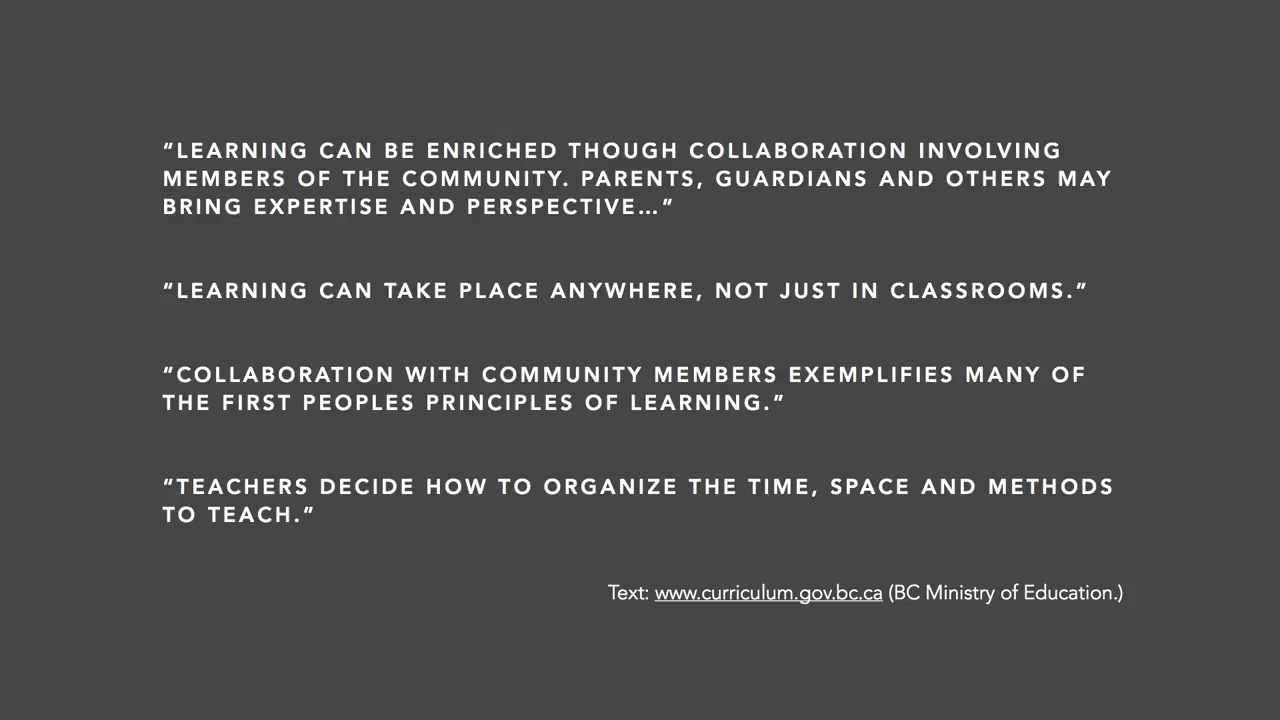 “LEARNING CAN BE ENRICHED THOUGH COLLABORATION INVOLVING
MEMBERS OF THE COMMUNITY. PARENTS, GUARDIANS AND OTHERS MAY
BRING EXPERTISE AND PERSPECTIVE…”
“LEARNING CAN TAKE PLACE ANYWHERE, NOT JUST IN CLASSROOMS.”
“COLLABORATION WITH COMMUNITY MEMBERS EXEMPLIFIES MANY OF
THE FIRST PEOPLES PRINCIPLES OF LEARNING.”
“TEACHERS DECIDE HOW TO ORGANIZE THE TIME, SPACE AND METHODS
TO TEACH.”
Text: www.curriculum.gov.bc.ca (BC Ministry of Education.)